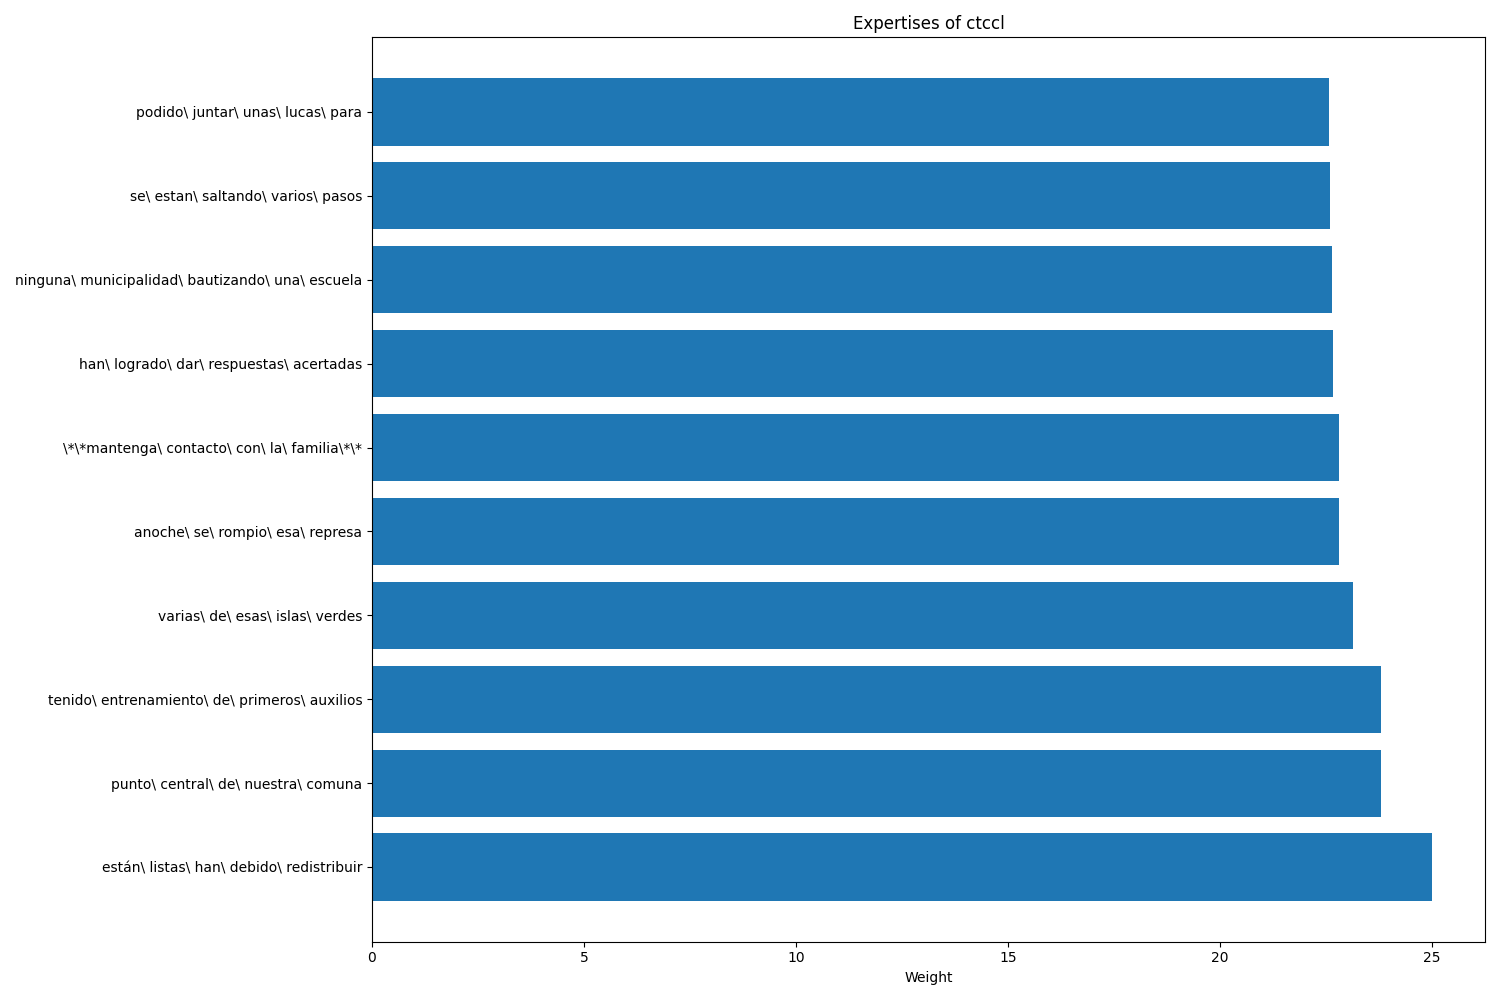 Expertises of ctccl
podido\ juntar\ unas\ lucas\ para
se\ estan\ saltando\ varios\ pasos
ninguna\ municipalidad\ bautizando\ una\ escuela
han\ logrado\ dar\ respuestas\ acertadas
\*\*mantenga\ contacto\ con\ la\ familia\*\*
anoche\ se\ rompio\ esa\ represa
varias\ de\ esas\ islas\ verdes
tenido\ entrenamiento\ de\ primeros\ auxilios
punto\ central\ de\ nuestra\ comuna
están\ listas\ han\ debido\ redistribuir
0 5 10 15 20 25
Weight